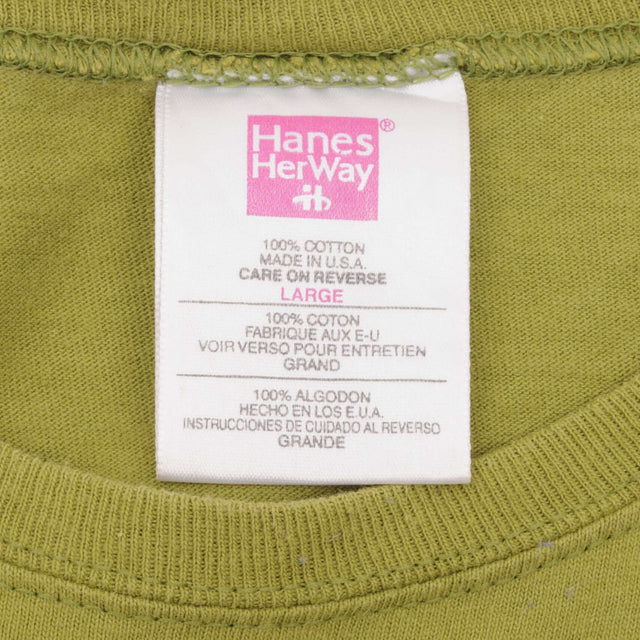 Hanes®
HerWay
100% COTTON
MADE IN U.S.A.
CARE ON REVERSE
LARGE
100% COTON
FABRIQUE AUX E-U
VOIR VERSO POUR ENTRETIEN
GRAND
100% ALGODON
HECHO EN LOS E.U.A.
INSTRUCCIONES DE CUIDADO AL REVERSO
GRANDE